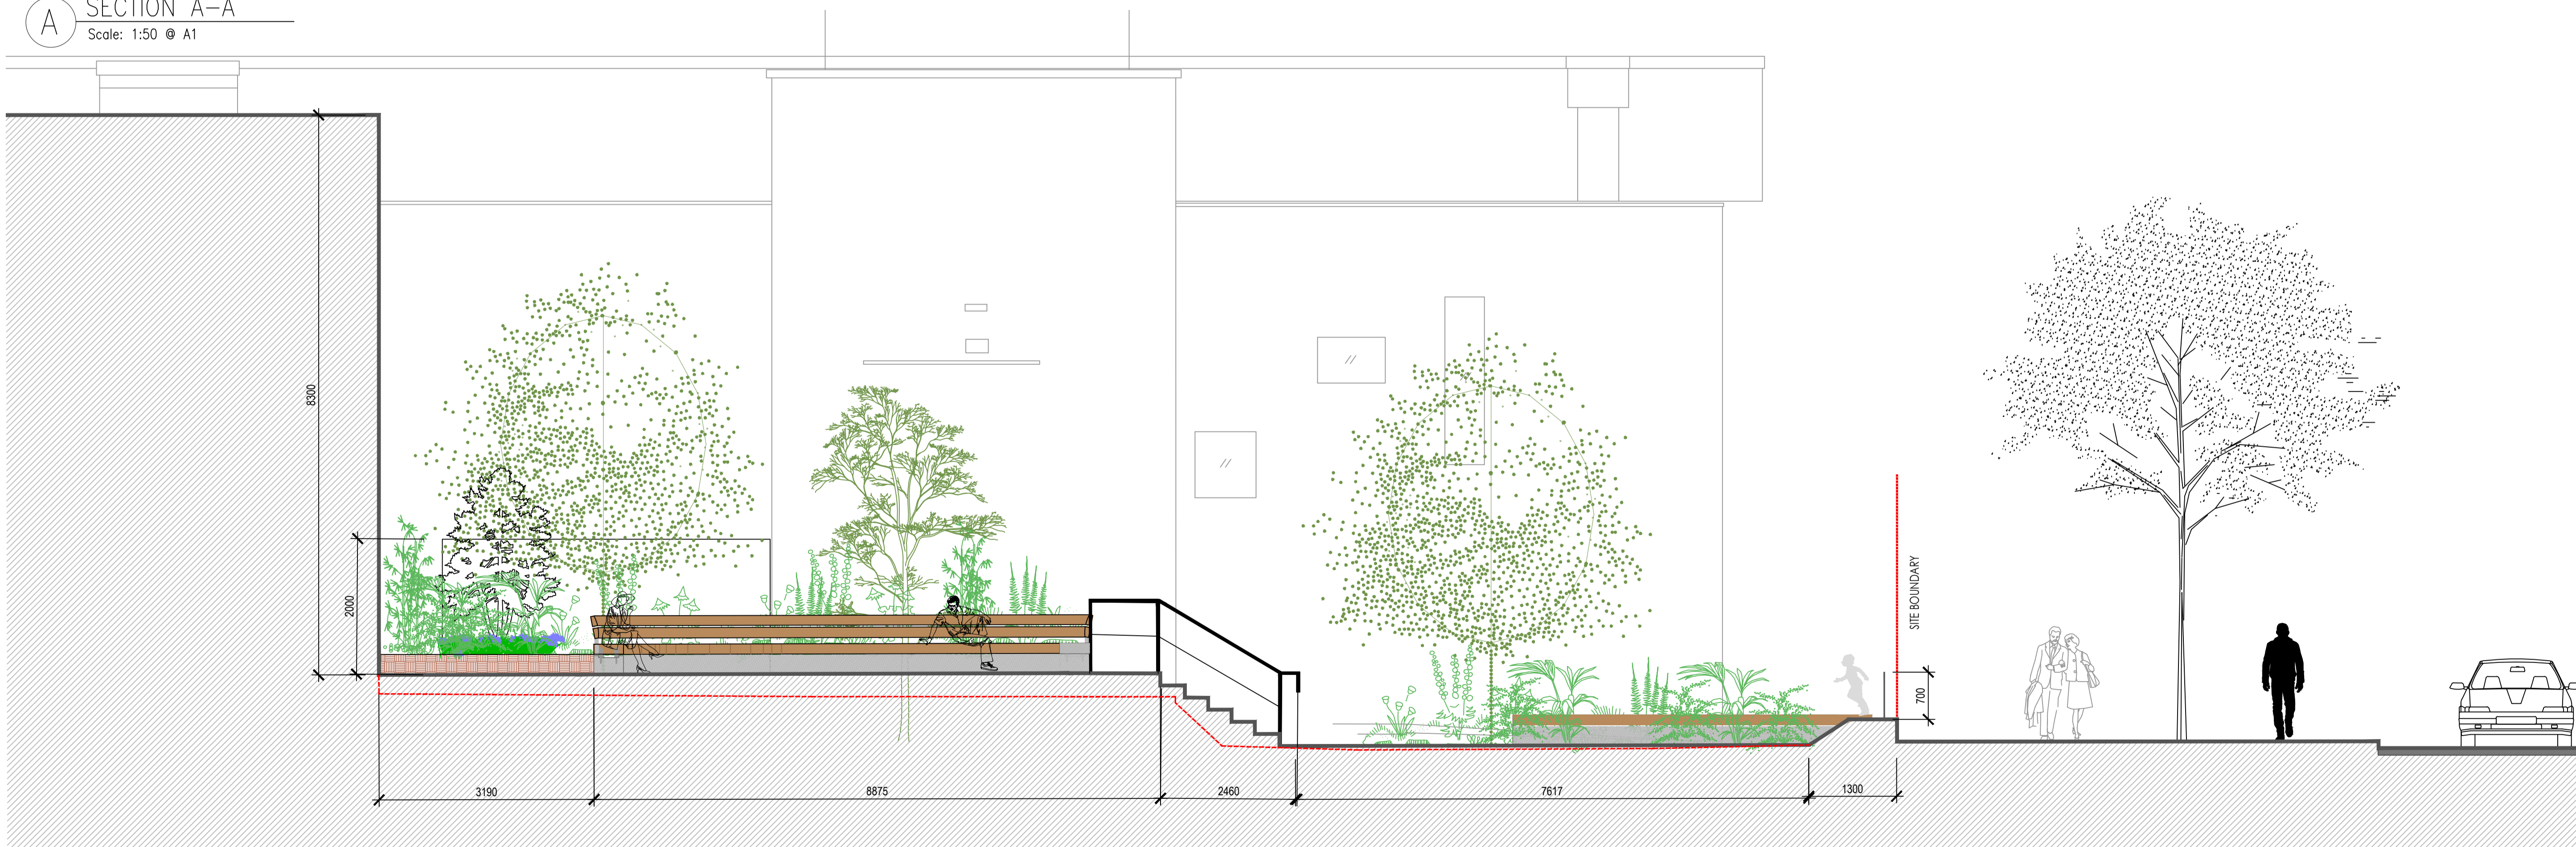 A
SECTION A-A
Scale: 1:50 @ A1
8300
2000
SITE BOUNDARY
700
3190
8875
2460
7617
1300